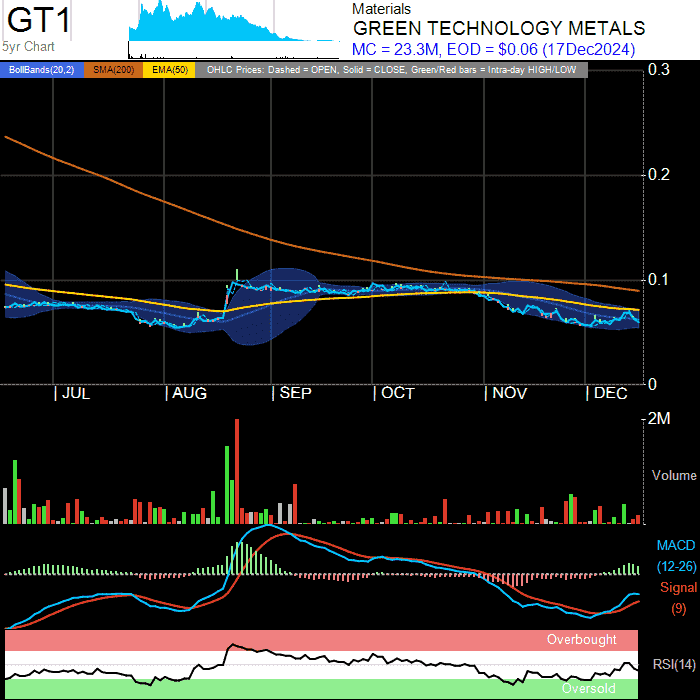 GT1
5yr Chart
Materials
GREEN TECHNOLOGY METALS
MC = 23.3M, EOD = $0.06 (17Dec2024)
BollBands(20,2) SMA(200) EMA(50) OHLC Prices: Dashed = OPEN, Solid = CLOSE, Green/Red bars = Intra-day HIGH/LOW
0.3
0.2
0.1
0
JUL AUG SEP OCT NOV DEC
2M
Volume
MACD
(12-26)
Signal
(9)
Overbought
RSI(14)
Oversold